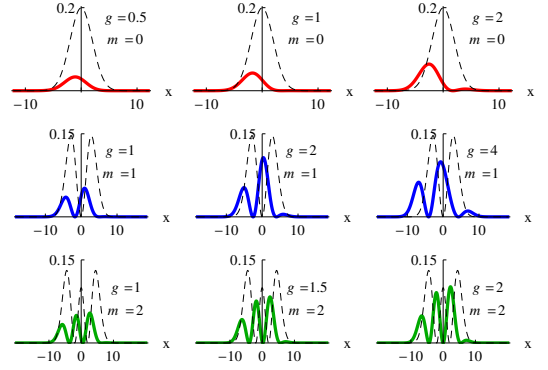 0.2
g = 0.5
m = 0
−10
10
x
0.2
g = 1
m = 0
−10
10
x
0.2
g = 2
m = 0
−10
10
x
0.15
g = 1
m = 1
−10
0
10
x
0.15
g = 2
m = 1
−10
0
10
x
0.15
g = 4
m = 1
−10
0
10
x
0.15
g = 1
m = 2
−10
0
10
x
0.15
g = 1.5
m = 2
−10
0
10
x
0.15
g = 2
m = 2
−10
0
10
x